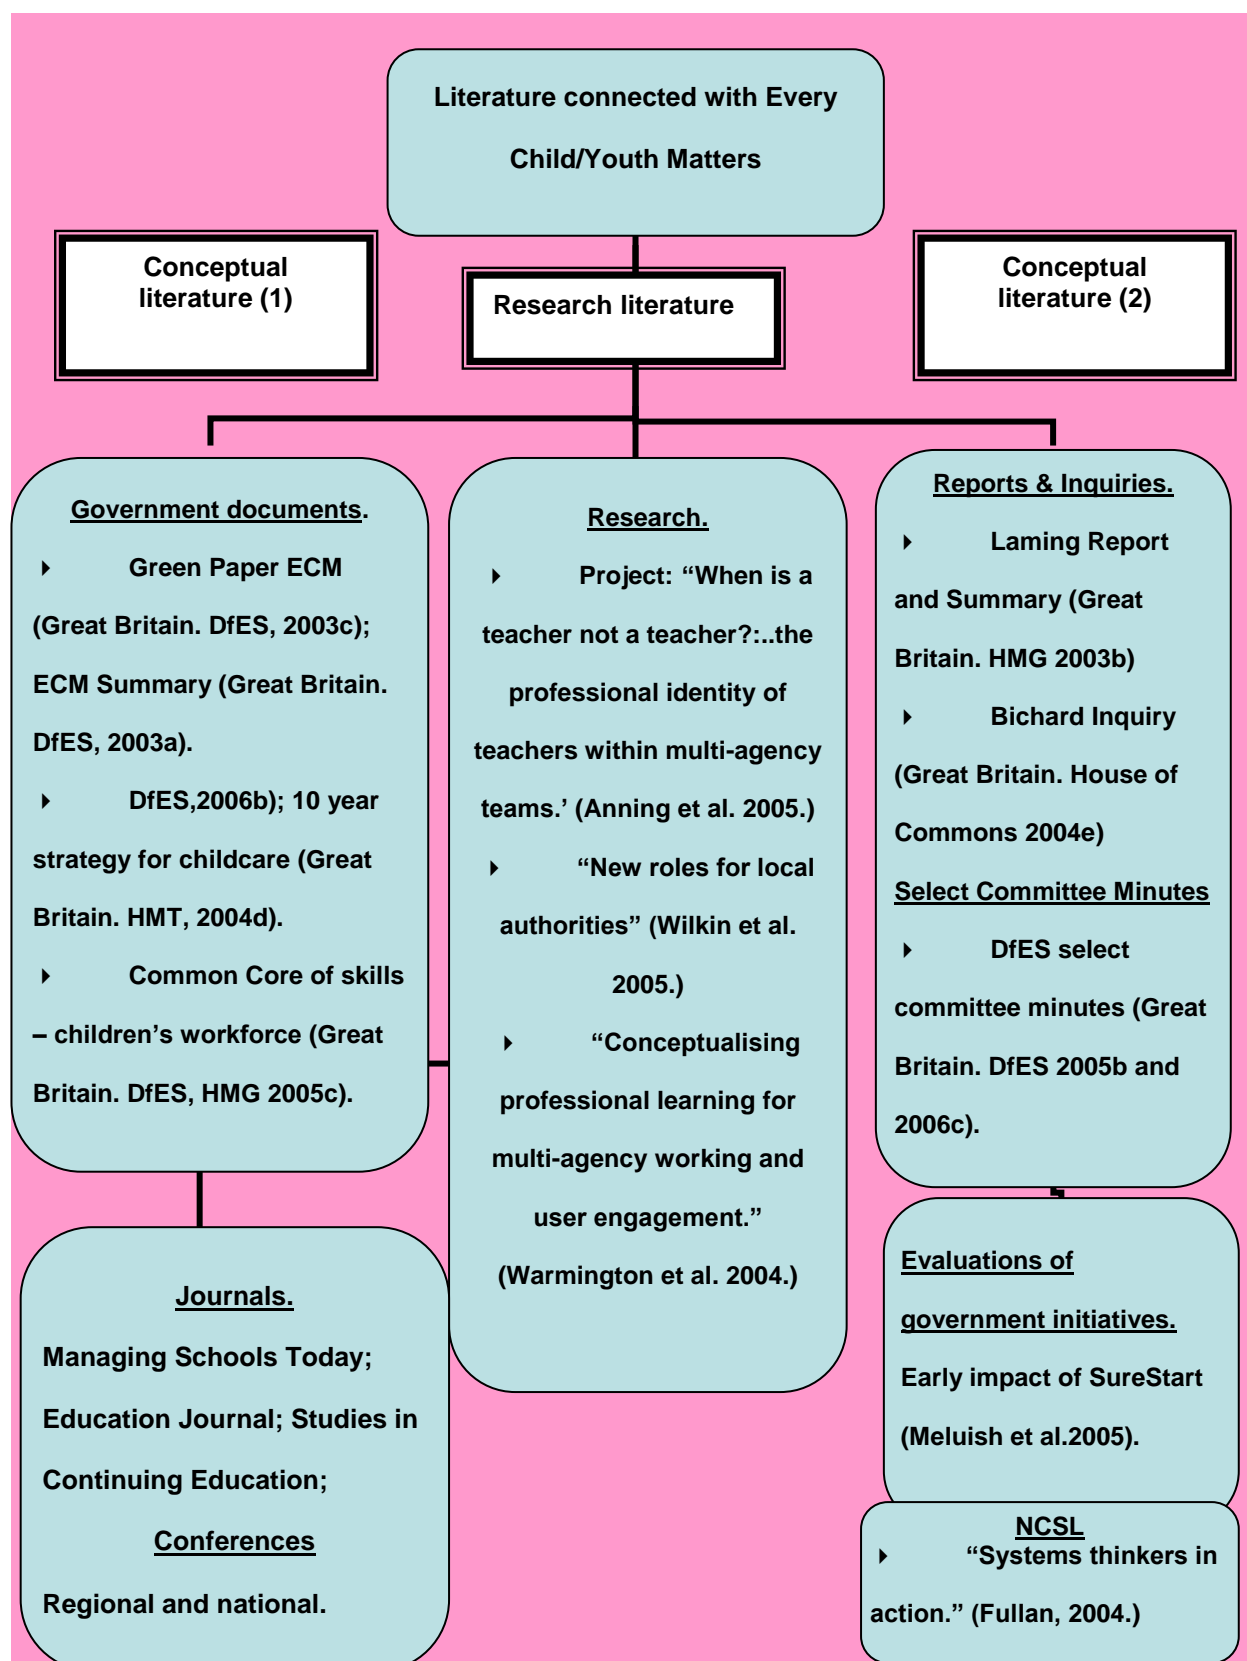 Literature connected with Every
Child/Youth Matters
Conceptual
literature (1)
Research literature
Conceptual
literature (2)
Government documents.
Green Paper ECM
(Great Britain. DfES, 2003c);
ECM Summary (Great Britain.
DfES, 2003a).
DfES,2006b); 10 year
strategy for childcare (Great
Britain. HMT, 2004d).
Common Core of skills
– children’s workforce (Great
Britain. DfES, HMG 2005c).
Research.
Project: “When is a
teacher not a teacher?:..the
professional identity of
teachers within multi-agency
teams.’ (Anning et al. 2005.)
“New roles for local
authorities” (Wilkin et al.
2005.)
“Conceptualising
professional learning for
multi-agency working and
user engagement.”
(Warmington et al. 2004.)
Reports & Inquiries.
Laming Report
and Summary (Great
Britain. HMG 2003b)
Bichard Inquiry
(Great Britain. House of
Commons 2004e)
Select Committee Minutes
DfES select
committee minutes (Great
Britain. DfES 2005b and
2006c).
Journals.
Managing Schools Today;
Education Journal; Studies in
Continuing Education;
Conferences
Regional and national.
Evaluations of
government initiatives.
Early impact of SureStart
(Meluish et al.2005).
NCSL
“Systems thinkers in
action.” (Fullan, 2004.)